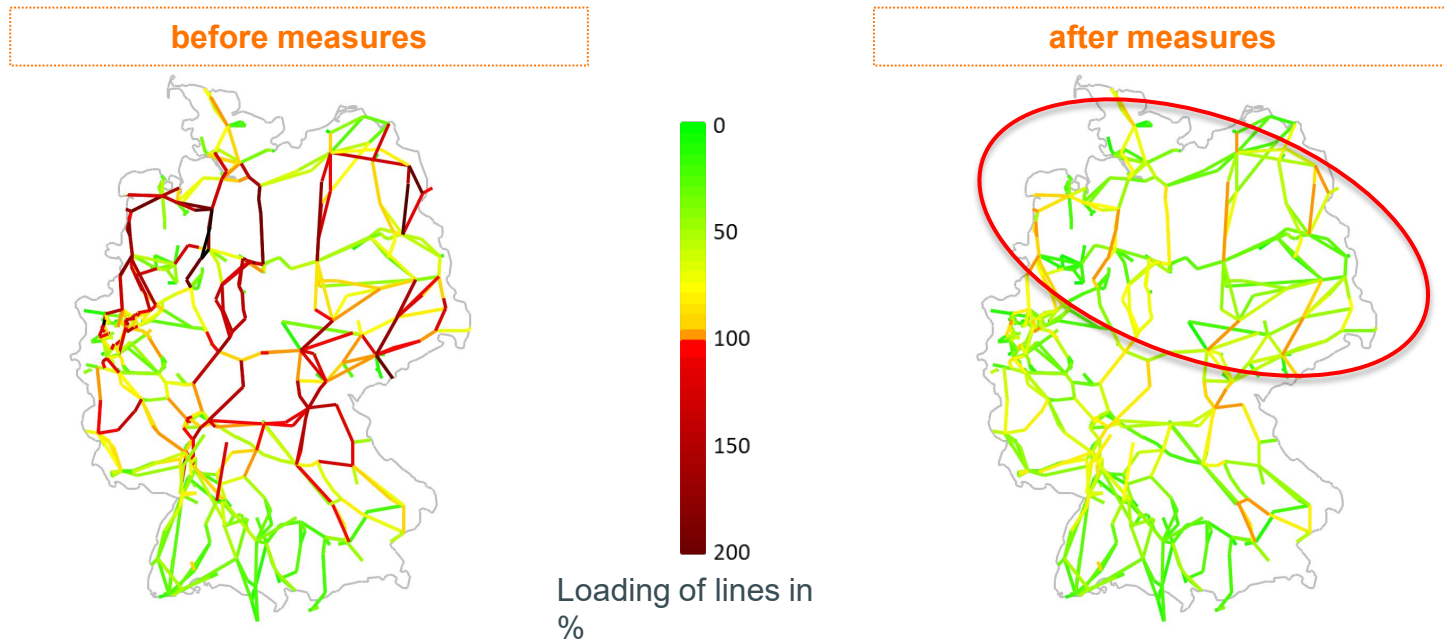 before measures
after measures
0
50
100
150
200
Loading of lines in
%